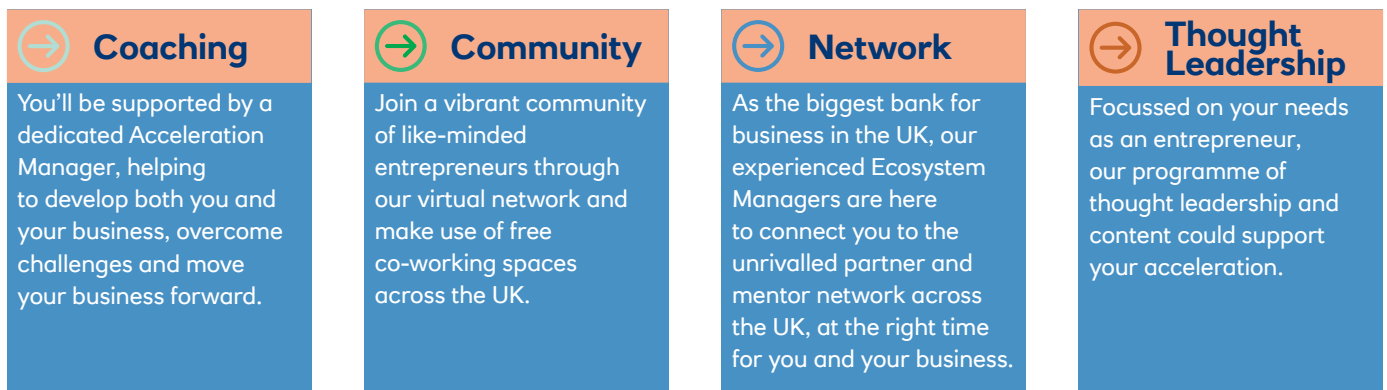 Coaching
You'll be supported by a
dedicated Acceleration
Manager, helping
to develop both you and
your business, overcome
challenges and move
your business forward.
Community
Join a vibrant community
of like-minded
entrepreneurs through
our virtual network and
make use of free
co-working spaces
across the UK.
Network
As the biggest bank for
business in the UK, our
experienced Ecosystem
Managers are here
to connect you to the
unrivalled partner and
mentor network across
the UK, at the right time
for you and your business.
Thought
Leadership
Focussed on your needs
as an entrepreneur,
our programme of
thought leadership and
content could support
your acceleration.